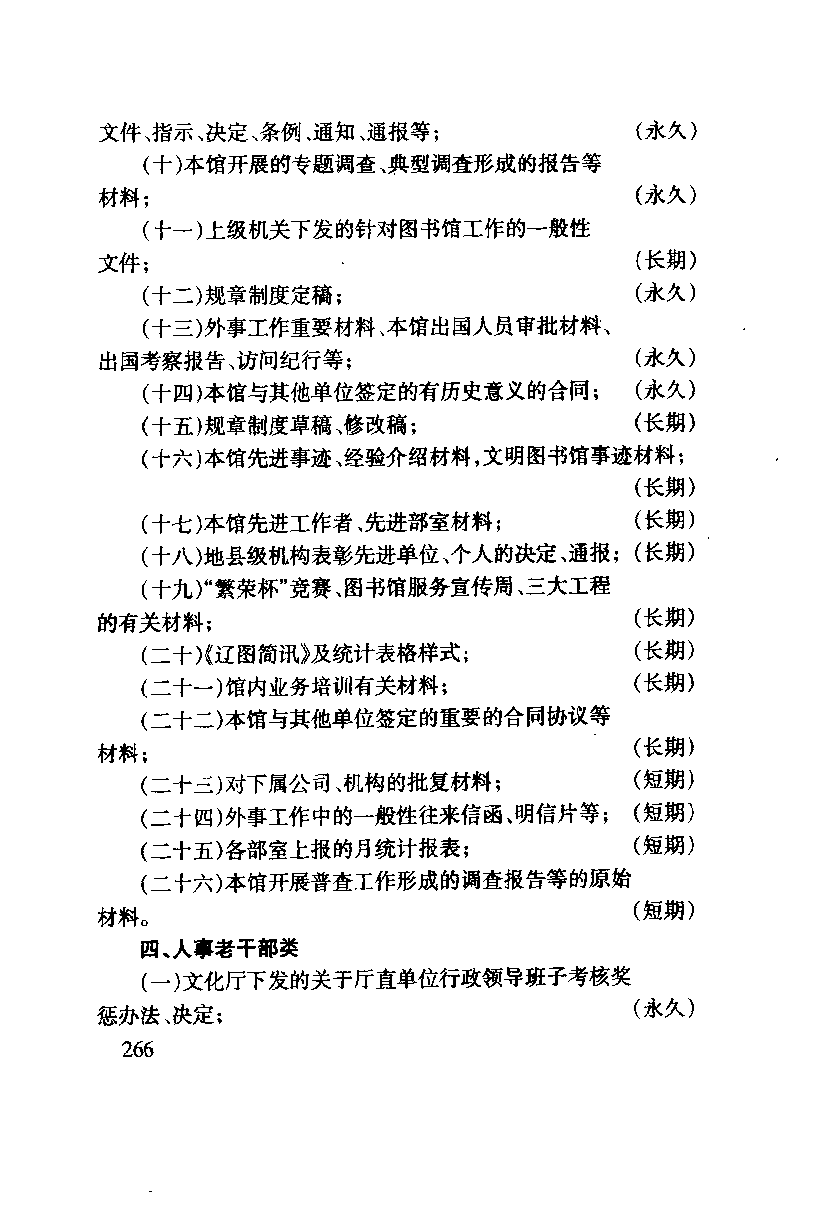 文件、指示、决定、条例、通知、通报等; (永久)
(十)本馆开展的专题调查、典型调查形成的报告等
材料; (永久)
(十一)上级机关下发的针对图书馆工作的一般性
文件; (长期)
(十二)规章制度定稿; (永久)
(十三)外事工作重要材料、本馆出国人员审批材料、
出国考察报告、访问纪行等; (永久)
(十四)本馆与其他单位签定的有历史意义的合同; (永久)
(十五)规章制度草稿、修改稿; (长期)
(十六)本馆先进事迹、经验介绍材料,文明图书馆事迹材料;
(长期)
(十七)本馆先进工作者、先进部室材料; (长期)
(十八)地县级机构表彰先进单位、个人的决定、通报; (长期)
(十九)“繁荣杯”竞赛、图书馆服务宣传周、三大工程
的有关材料; (长期)
(二十)《辽图简讯》及统计表格样式; (长期)
(二十一)馆内业务培训有关材料; (长期)
(二十二)本馆与其他单位签定的重要的合同协议等
材料; (长期)
(二十三)对下属公司、机构的批复材料; (短期)
(二十四)外事工作中的一般性往来信函、明信片等; (短期)
(二十五)各部室上报的月统计报表; (短期)
(二十六)本馆开展普查工作形成的调查报告等的原始
材料。 (短期)
四、人事老干部类
(一)文化厅下发的关于厅直单位行政领导班子考核奖
惩办法、决定; (永久)
266